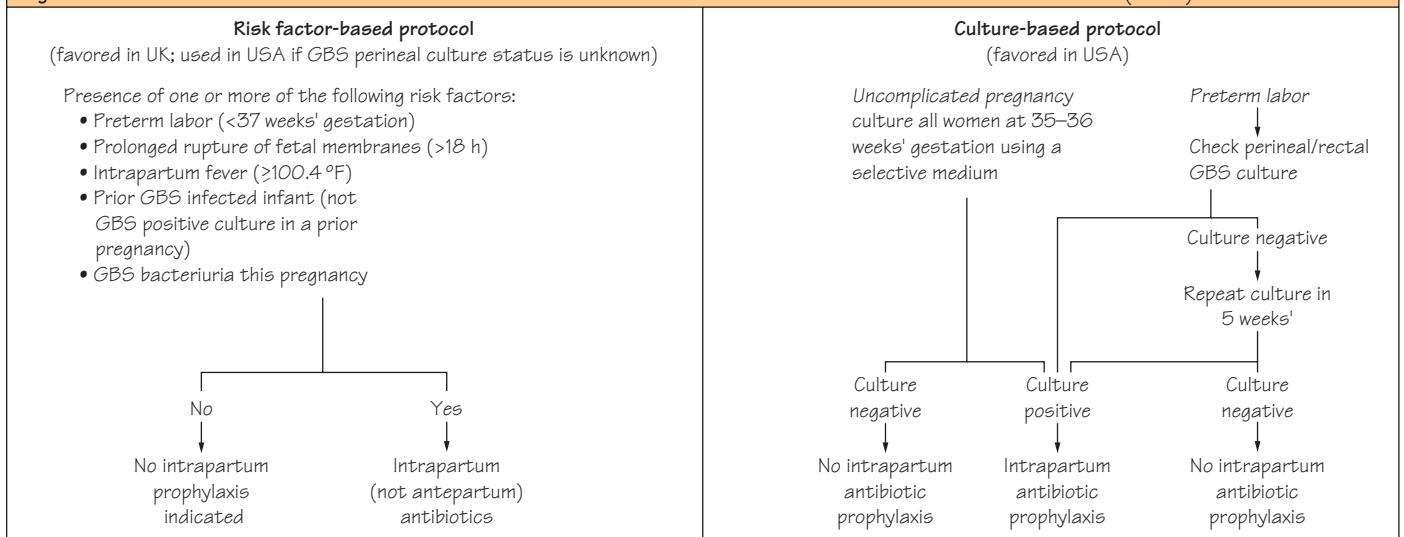 Risk factor-based protocol
(favored in UK; used in USA if GBS perineal culture status is unknown)
Presence of one or more of the following risk factors:
• Preterm labor (<37 weeks' gestation)
• Prolonged rupture of fetal membranes (>18 h)
• Intrapartum fever (≥100.4 ºF)
• Prior GBS infected infant (not
GBS positive culture in a prior
pregnancy)
• GBS bacteriuria this pregnancy
No
Yes
No intrapartum
prophylaxis
indicated
Intrapartum
(not antepartum)
antibiotics
Culture-based protocol
(favored in USA)
Uncomplicated pregnancy
culture all women at 35–36
weeks' gestation using a
selective medium
Preterm labor
Check perineal/rectal
GBS culture
Culture negative
Repeat culture in
5 weeks'
Culture
negative
Culture
positive
Culture
negative
No intrapartum
antibiotic
prophylaxis
Intrapartum
antibiotic
prophylaxis
No intrapartum
antibiotic
prophylaxis